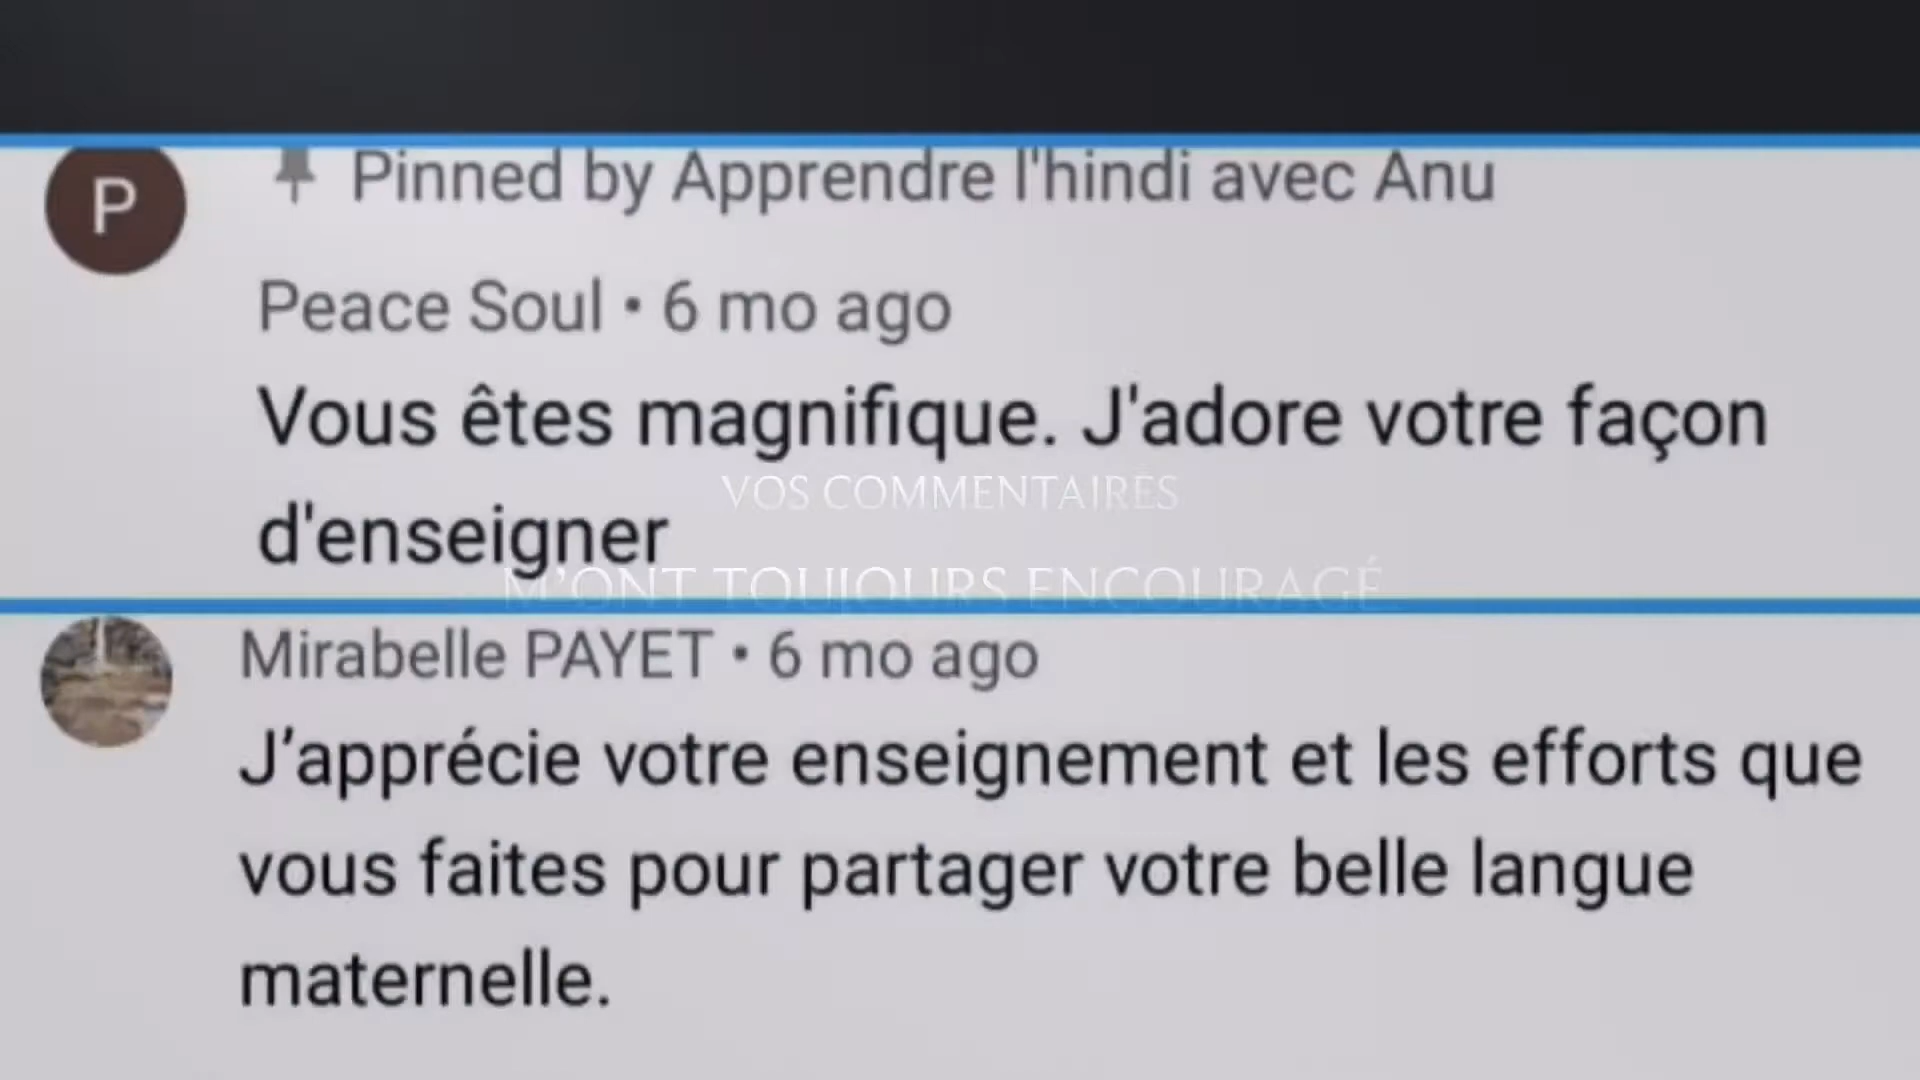 P
Pinned by Apprendre l'hindi avec Anu
Peace Soul • 6 mo ago
Vous êtes magnifique. J'adore votre façon
d'enseigner
VOS COMMENTAIRES
M'ONT TOUJOURS ENCOURAGÉ.
Mirabelle PAYET • 6 mo ago
J’apprécie votre enseignement et les efforts que
vous faites pour partager votre belle langue
maternelle.